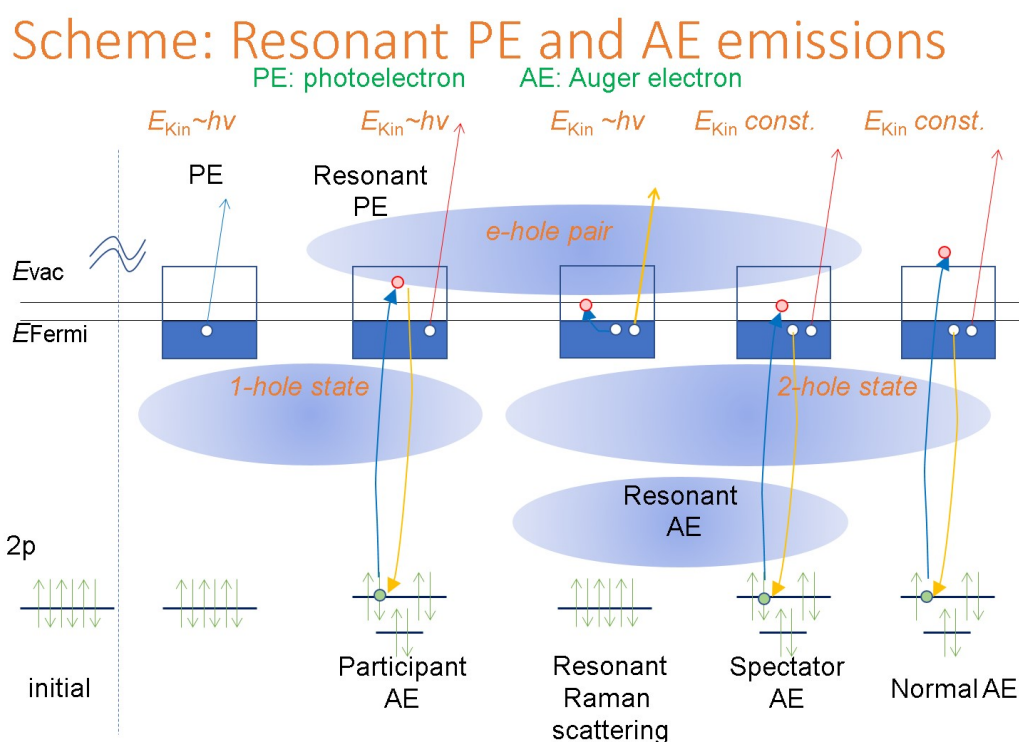 Scheme: Resonant PE and AE emissions
PE: photoelectron AE: Auger electron
EKin~hν EKin~hν EKin ~hν EKin const. EKin const.
PE
Resonant
PE
e-hole pair
Evac
EFermi
1-hole state
2-hole state
Resonant
AE
2p
initial
Participant
AE
Resonant
Raman
scattering
Spectator
AE
Normal AE